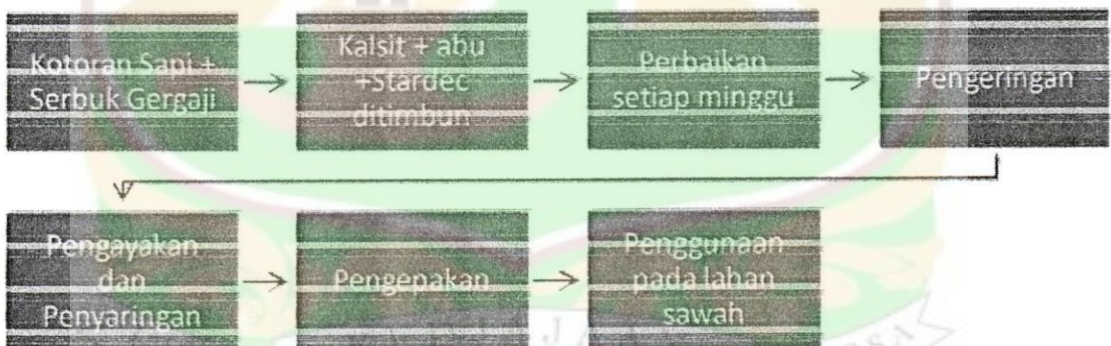 Kotoran Sapi +
Serbuk Gergaji
Kalsit + abu
+Stardec
ditimbun
Perbaikan
setiap minggu
Pengeringan
Pengayakan
dan
Penyaringan
Pengepakan
Penggunaan
pada lahan
sawah